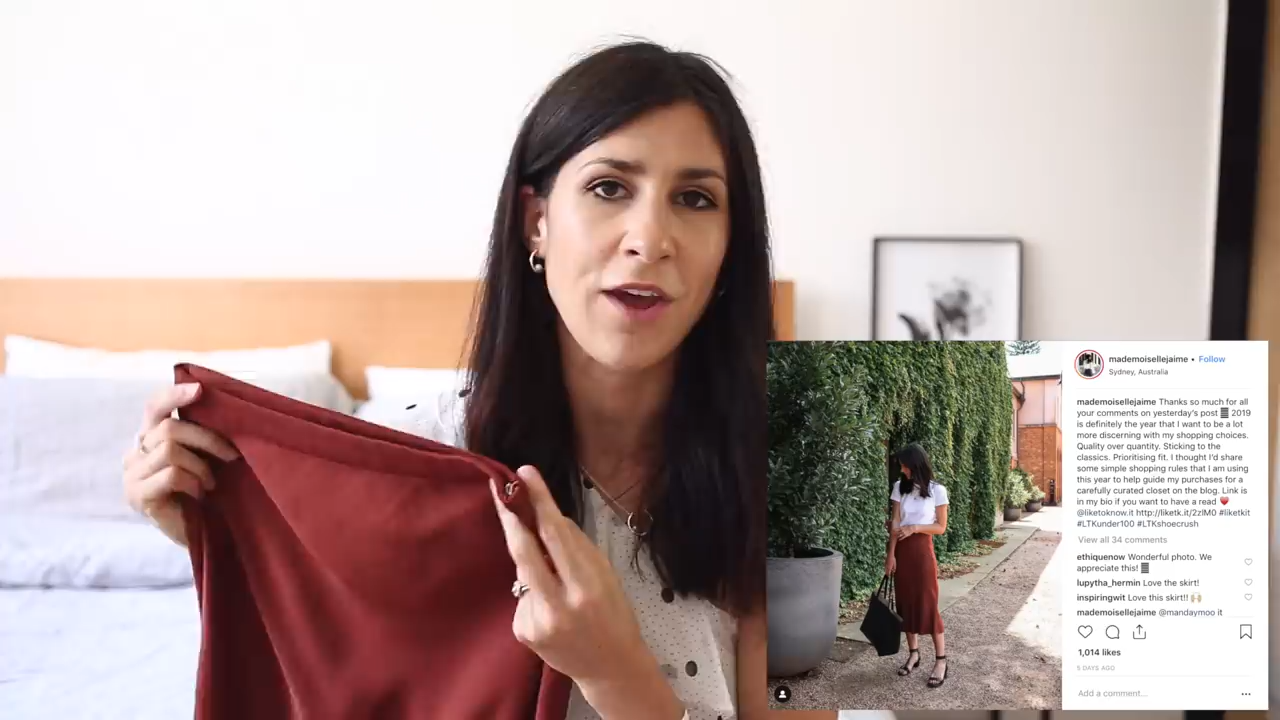 mademoisellejaime • Follow
Sydney, Australia
mademoisellejaime Thanks so much for all
your comments on yesterday's post 2019
is definitely the year that I want to be a lot
more discerning with my shopping choices.
Quality over quantity. Sticking to the
classics. Prioritising fit. I thought I'd share
some simple shopping rules that I am using
this year to help guide my purchases for a
carefully curated closet on the blog. Link is
in my bio if you want to have a read ❤️
@liketoknow.it http://liketk.it/2zIM0 #liketkit
#LTKunder100 #LTKshoecrush
View all 34 comments
ethiquenow Wonderful photo. We
appreciate this!
lupytha_hermin Love the skirt!
inspiringwit Love this skirt!! 🙌🏼
mademoisellejaime @mandaymoo it
1,014 likes
5 DAYS AGO
Add a comment...